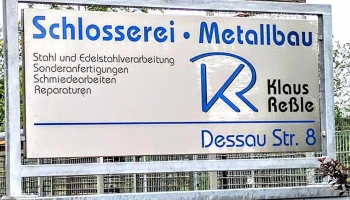 Schlosserei • Metallbau
Stahl und Edelstahlverarbeitung
Sonderanfertigungen
Schmiedearbeiten
Reparaturen
KR
Klaus
Reßle
Dessau Str. 8